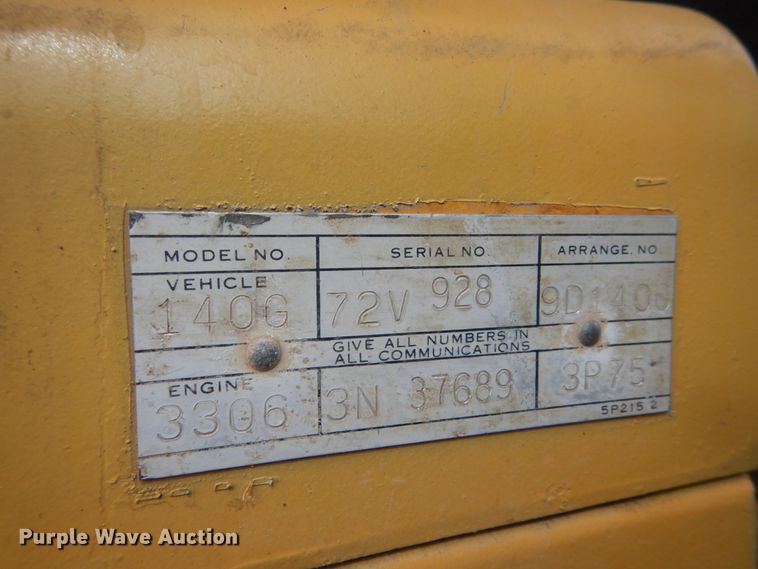 MODEL NO. SERIAL NO. ARRANGE. NO
VEHICLE
140G 72V 928
GIVE ALL NUMBERS IN
ALL COMMUNICATIONS
ENGINE
3306 3N 37689 3P75
5P215 2
Purple Wave Auction